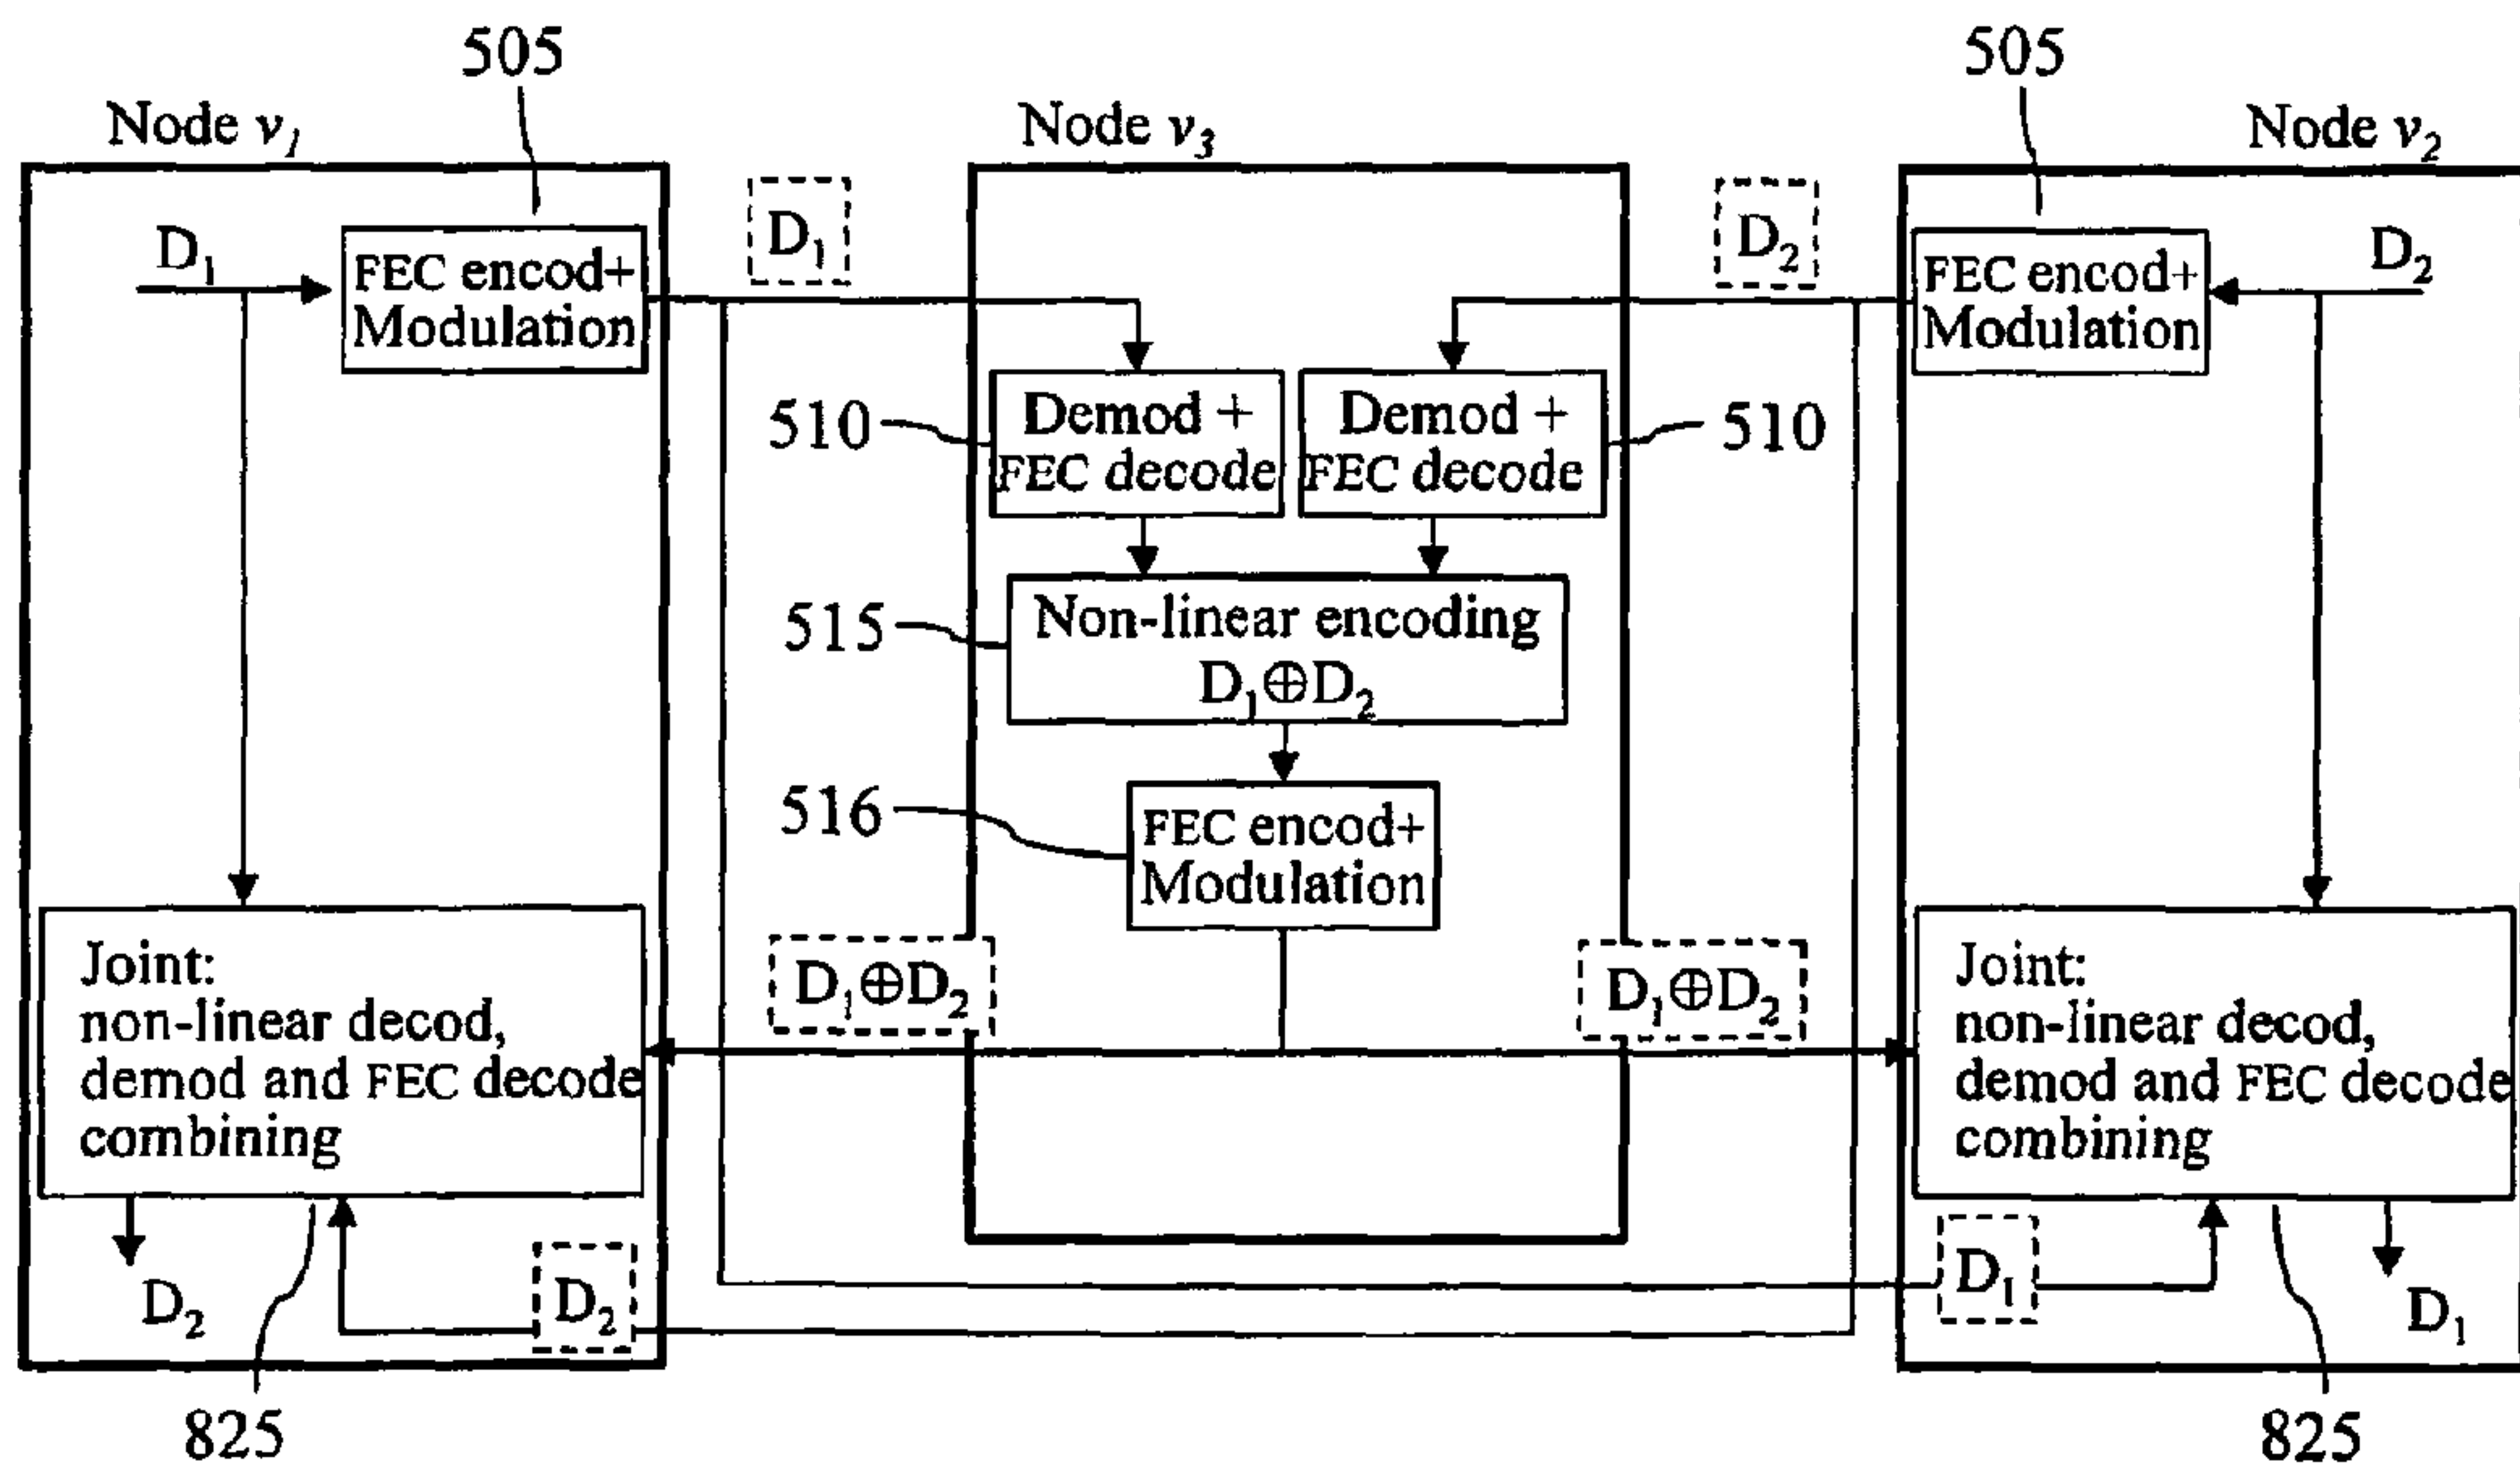 505
505
Node v₁
Node v₃
Node v₂
D₁
FEC encod+
Modulation
D₁
D₂
FEC encod+
Modulation
D₂
510
Demod +
FEC decode
Demod +
FEC decode
510
515
Non-linear encoding
D₁⊕D₂
516
FEC encod+
Modulation
D₁⊕D₂
D₁⊕D₂
Joint:
non-linear decod,
demod and FEC decode
combining
Joint:
non-linear decod,
demod and FEC decode
combining
D₂
D₂
D₁
D₁
825
825